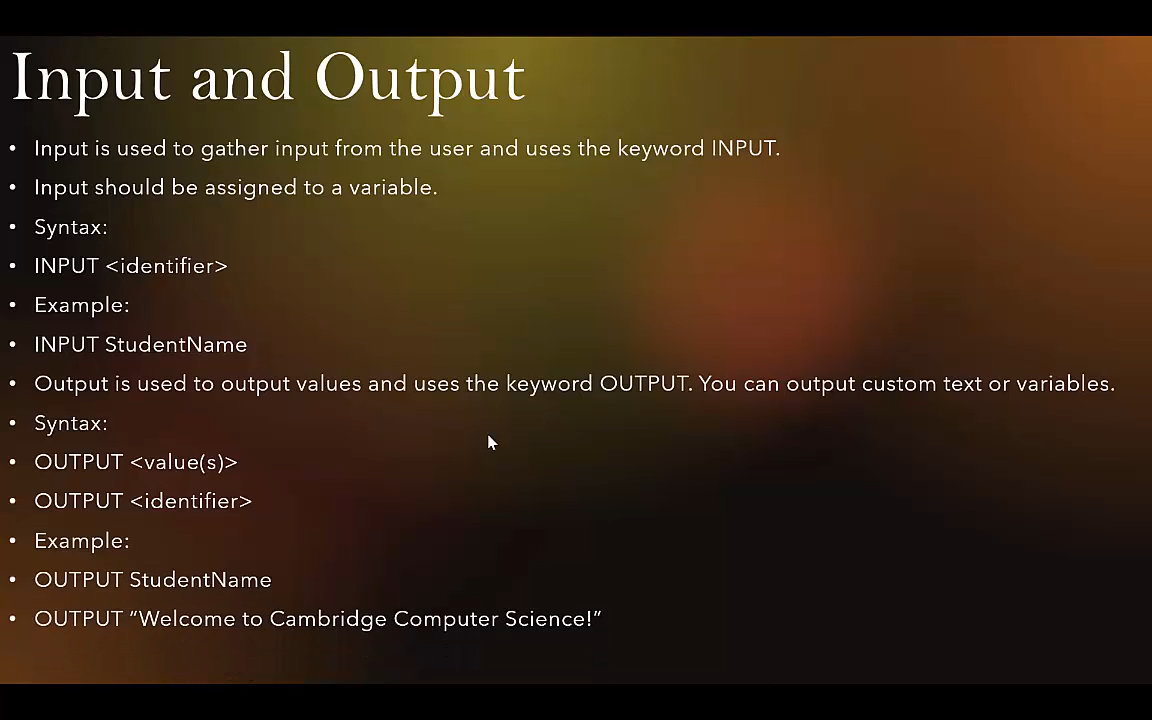 Input and Output
• Input is used to gather input from the user and uses the keyword INPUT.
• Input should be assigned to a variable.
• Syntax:
• INPUT <identifier>
• Example:
• INPUT StudentName
• Output is used to output values and uses the keyword OUTPUT. You can output custom text or variables.
• Syntax:
• OUTPUT <value(s)>
• OUTPUT <identifier>
• Example:
• OUTPUT StudentName
• OUTPUT “Welcome to Cambridge Computer Science!”